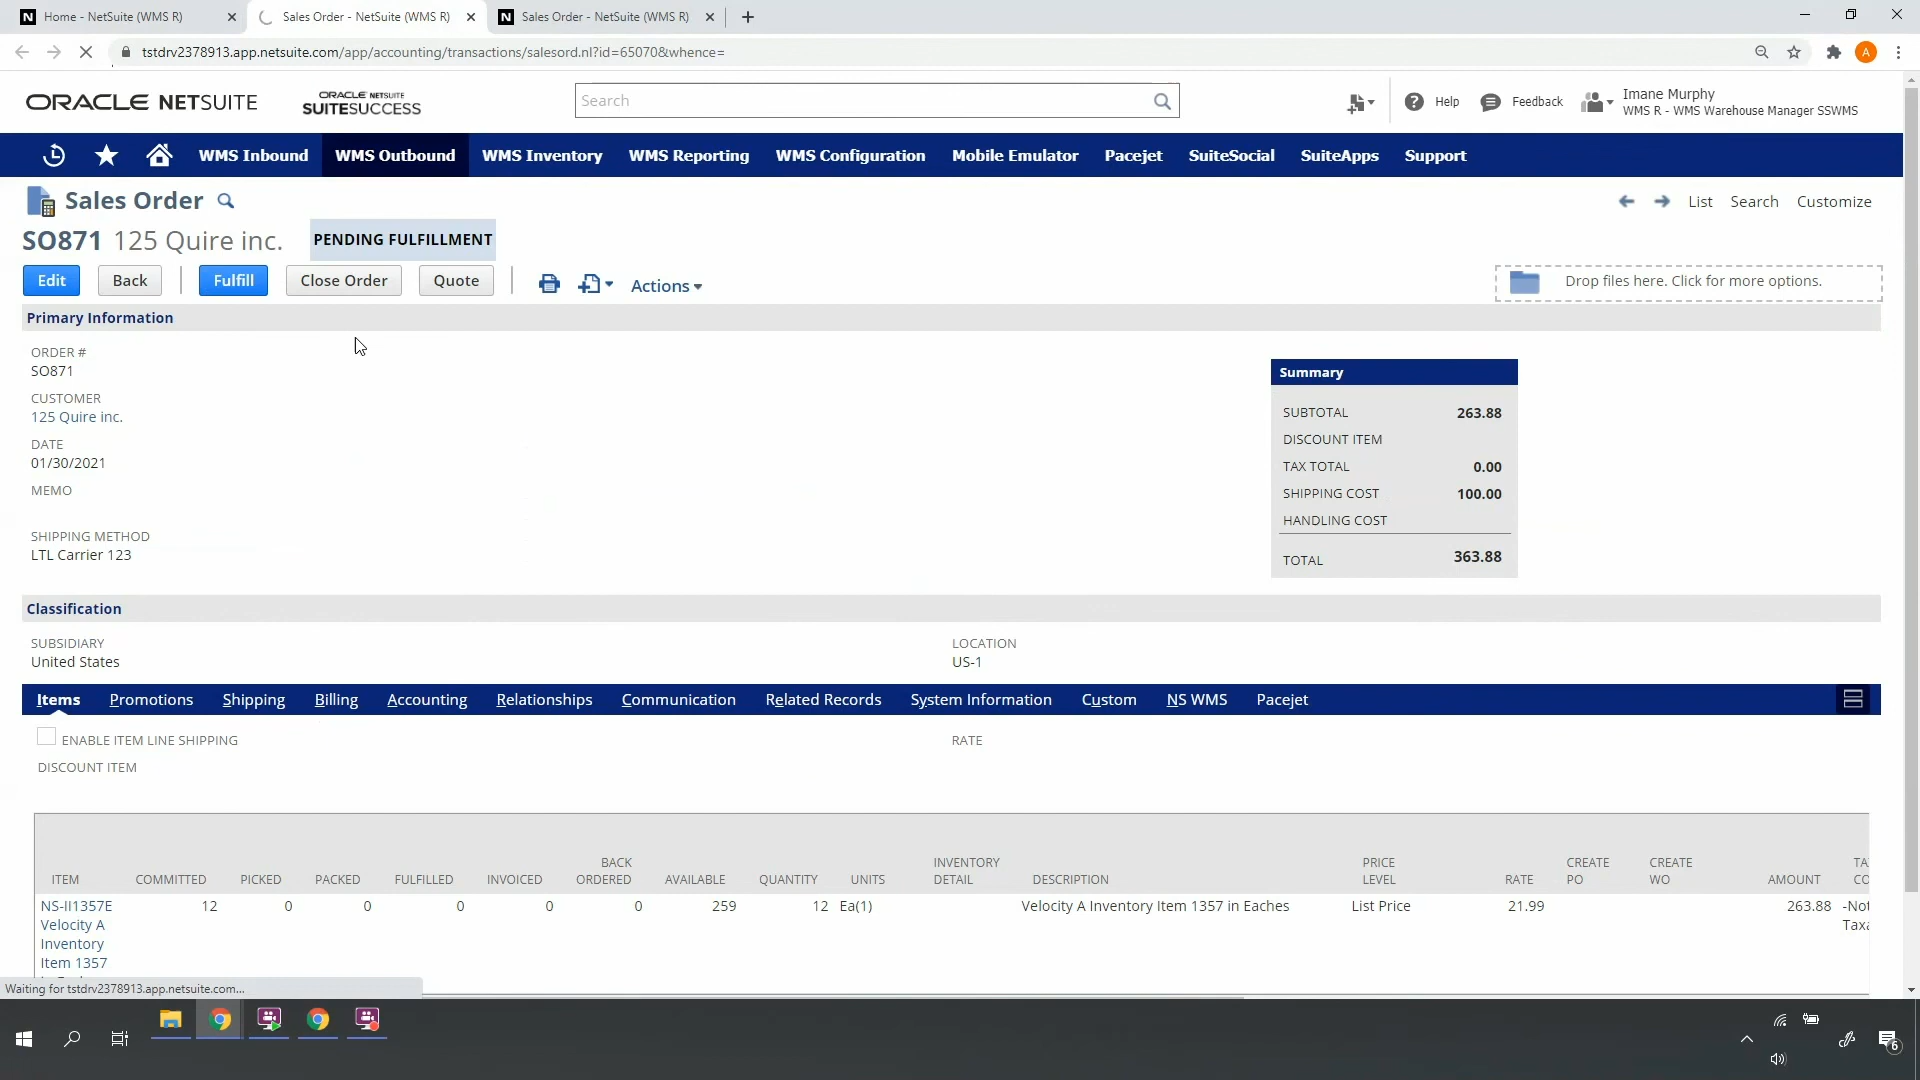 Home - NetSuite (WMS R)
Sales Order - NetSuite (WMS R)
Sales Order - NetSuite (WMS R)
tstdrv2378913.app.netsuite.com/app/accounting/transactions/salesord.nl?id=65070&whence=
A
ORACLE NETSUITE
ORACLE NETSUITE
SUITESUCCESS
Search
Help
Feedback
Imane Murphy
WMS R - WMS Warehouse Manager SSWMS
WMS Inbound
WMS Outbound
WMS Inventory
WMS Reporting
WMS Configuration
Mobile Emulator
Pacejet
SuiteSocial
SuiteApps
Support
Sales Order
List
Search
Customize
SO871 125 Quire inc.
PENDING FULFILLMENT
Edit
Back
Fulfill
Close Order
Quote
Actions
Drop files here. Click for more options.
Primary Information
ORDER #
SO871
CUSTOMER
125 Quire inc.
DATE
01/30/2021
MEMO
SHIPPING METHOD
LTL Carrier 123
Summary
SUBTOTAL 263.88
DISCOUNT ITEM
TAX TOTAL 0.00
SHIPPING COST 100.00
HANDLING COST
TOTAL 363.88
Classification
SUBSIDIARY
United States
LOCATION
US-1
Items
Promotions
Shipping
Billing
Accounting
Relationships
Communication
Related Records
System Information
Custom
NS WMS
Pacejet
ENABLE ITEM LINE SHIPPING
RATE
DISCOUNT ITEM
ITEM
COMMITTED
PICKED
PACKED
FULFILLED
INVOICED
BACK
ORDERED
AVAILABLE
QUANTITY
UNITS
INVENTORY
DETAIL
DESCRIPTION
PRICE
LEVEL
RATE
CREATE
PO
CREATE
WO
AMOUNT
TA
CO
NS-II1357E
Velocity A
Inventory
Item 1357
12
0
0
0
0
0
259
12
Ea(1)
Velocity A Inventory Item 1357 in Eaches
List Price
21.99
263.88
-Not
Taxa
Waiting for tstdrv2378913.app.netsuite.com...
6